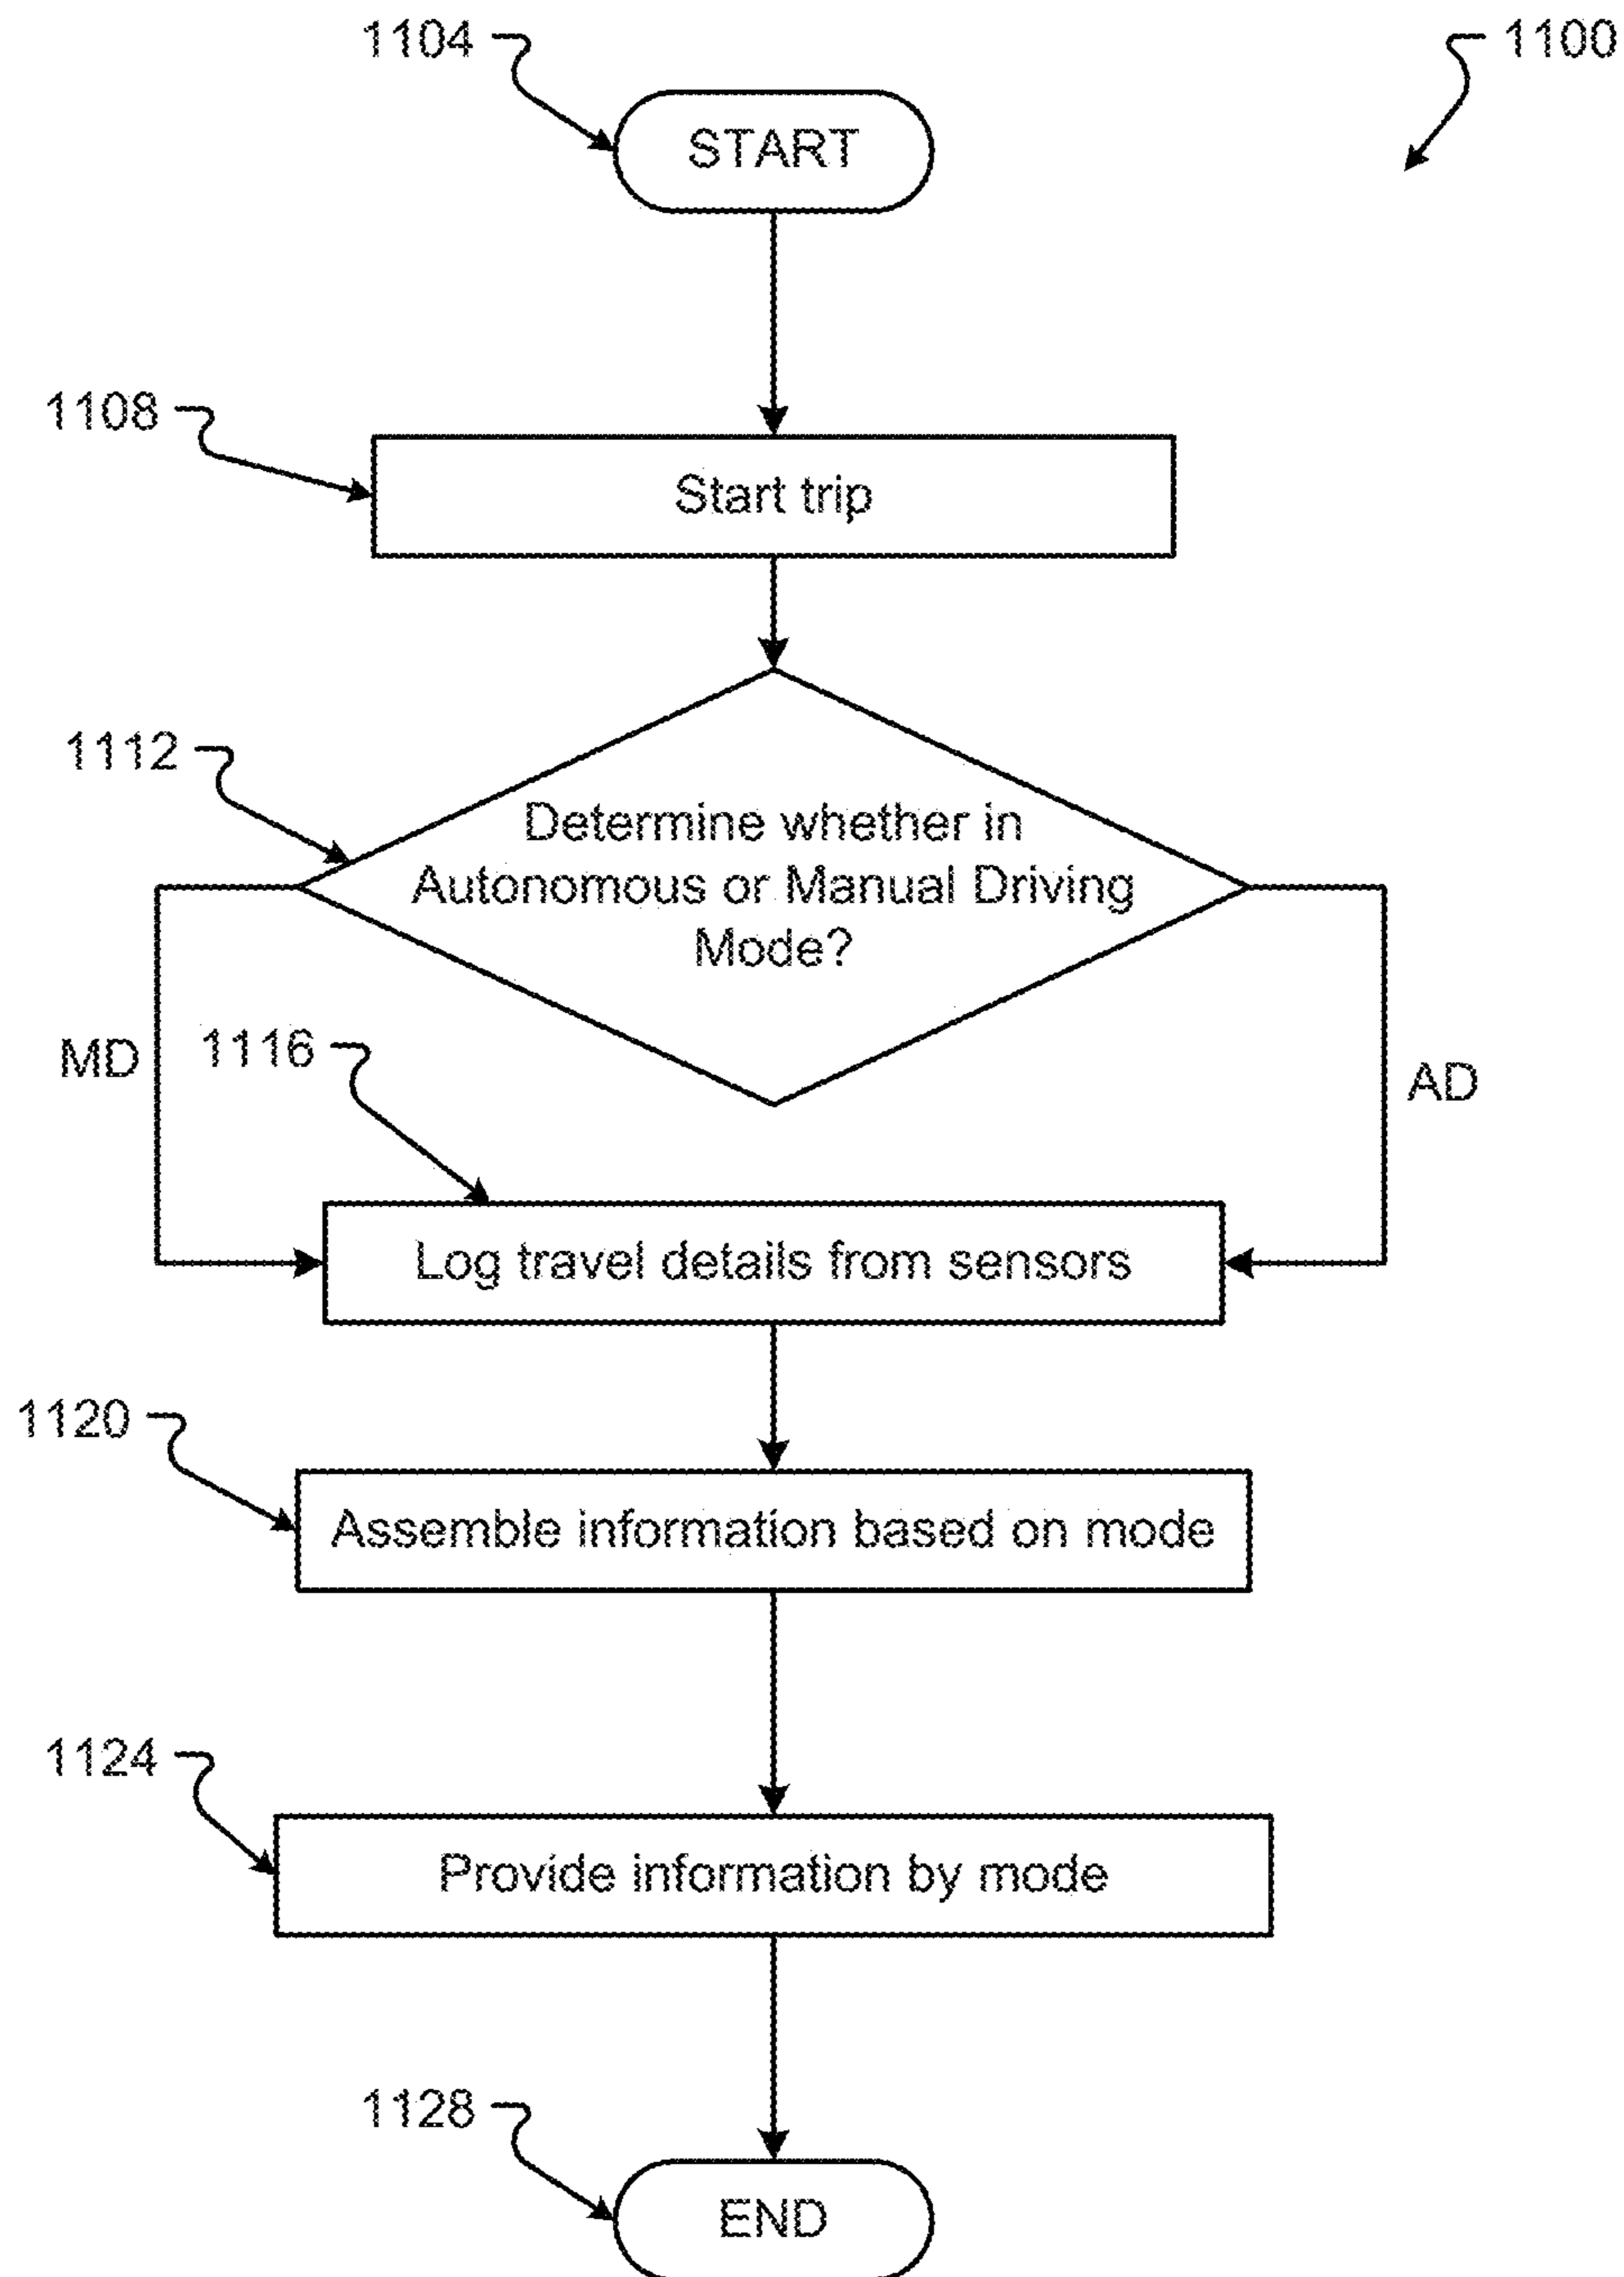 1104
1100
START
1108
Start trip
1112
Determine whether in
Autonomous or Manual Driving
Mode?
MD
1116
AD
Log travel details from sensors
1120
Assemble information based on mode
1124
Provide information by mode
1128
END